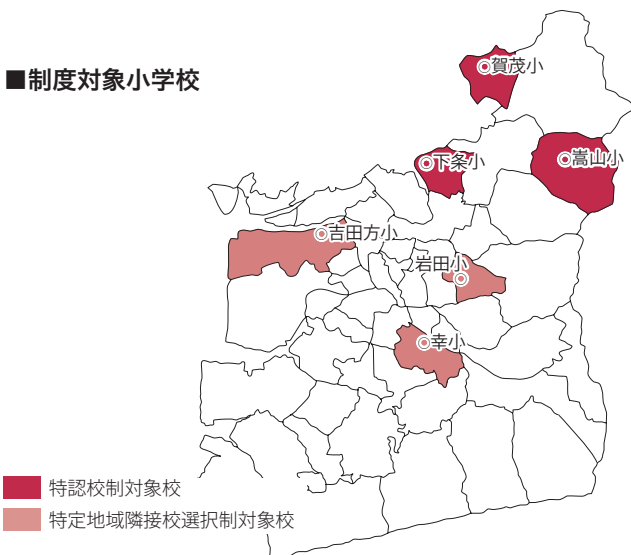 ■制度対象小学校
賀茂小
下条小
嵩山小
吉田方小
岩田小
幸小
特認校制対象校
特定地域隣接校選択制対象校